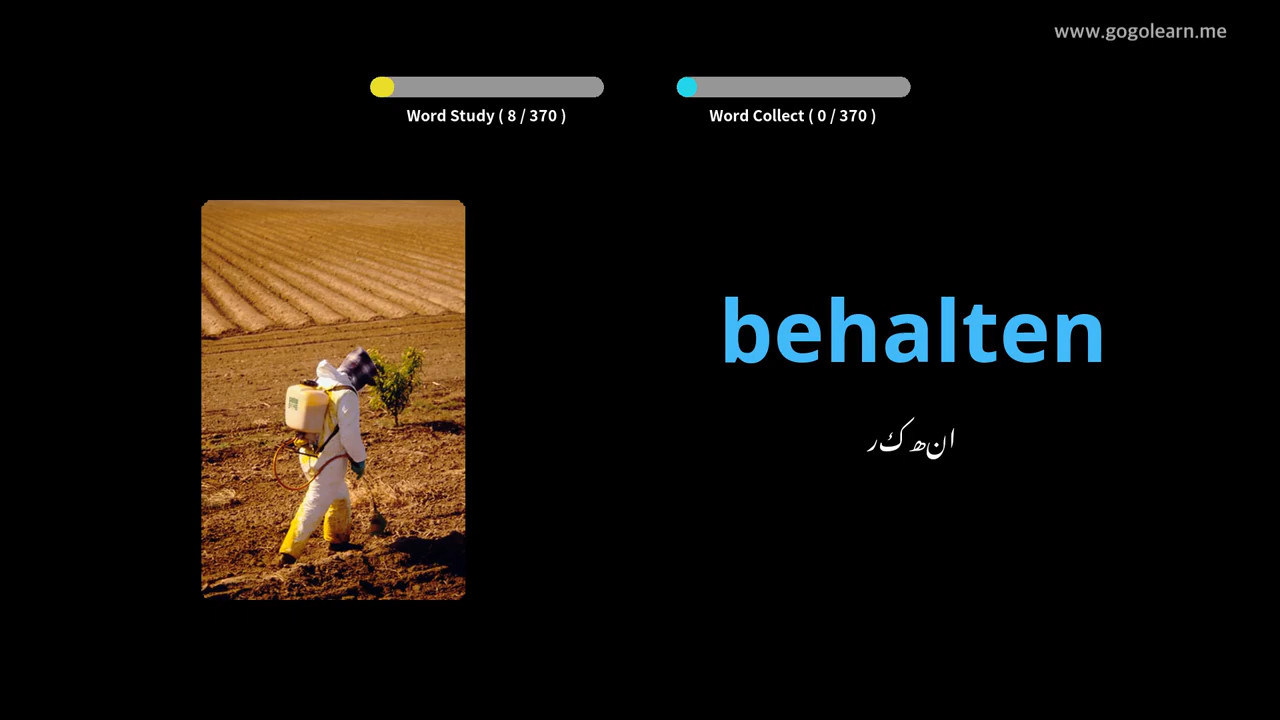 www.gogolearn.me
Word Study ( 8 / 370 )
Word Collect ( 0 / 370 )
behalten
ا ن ھ ک ر